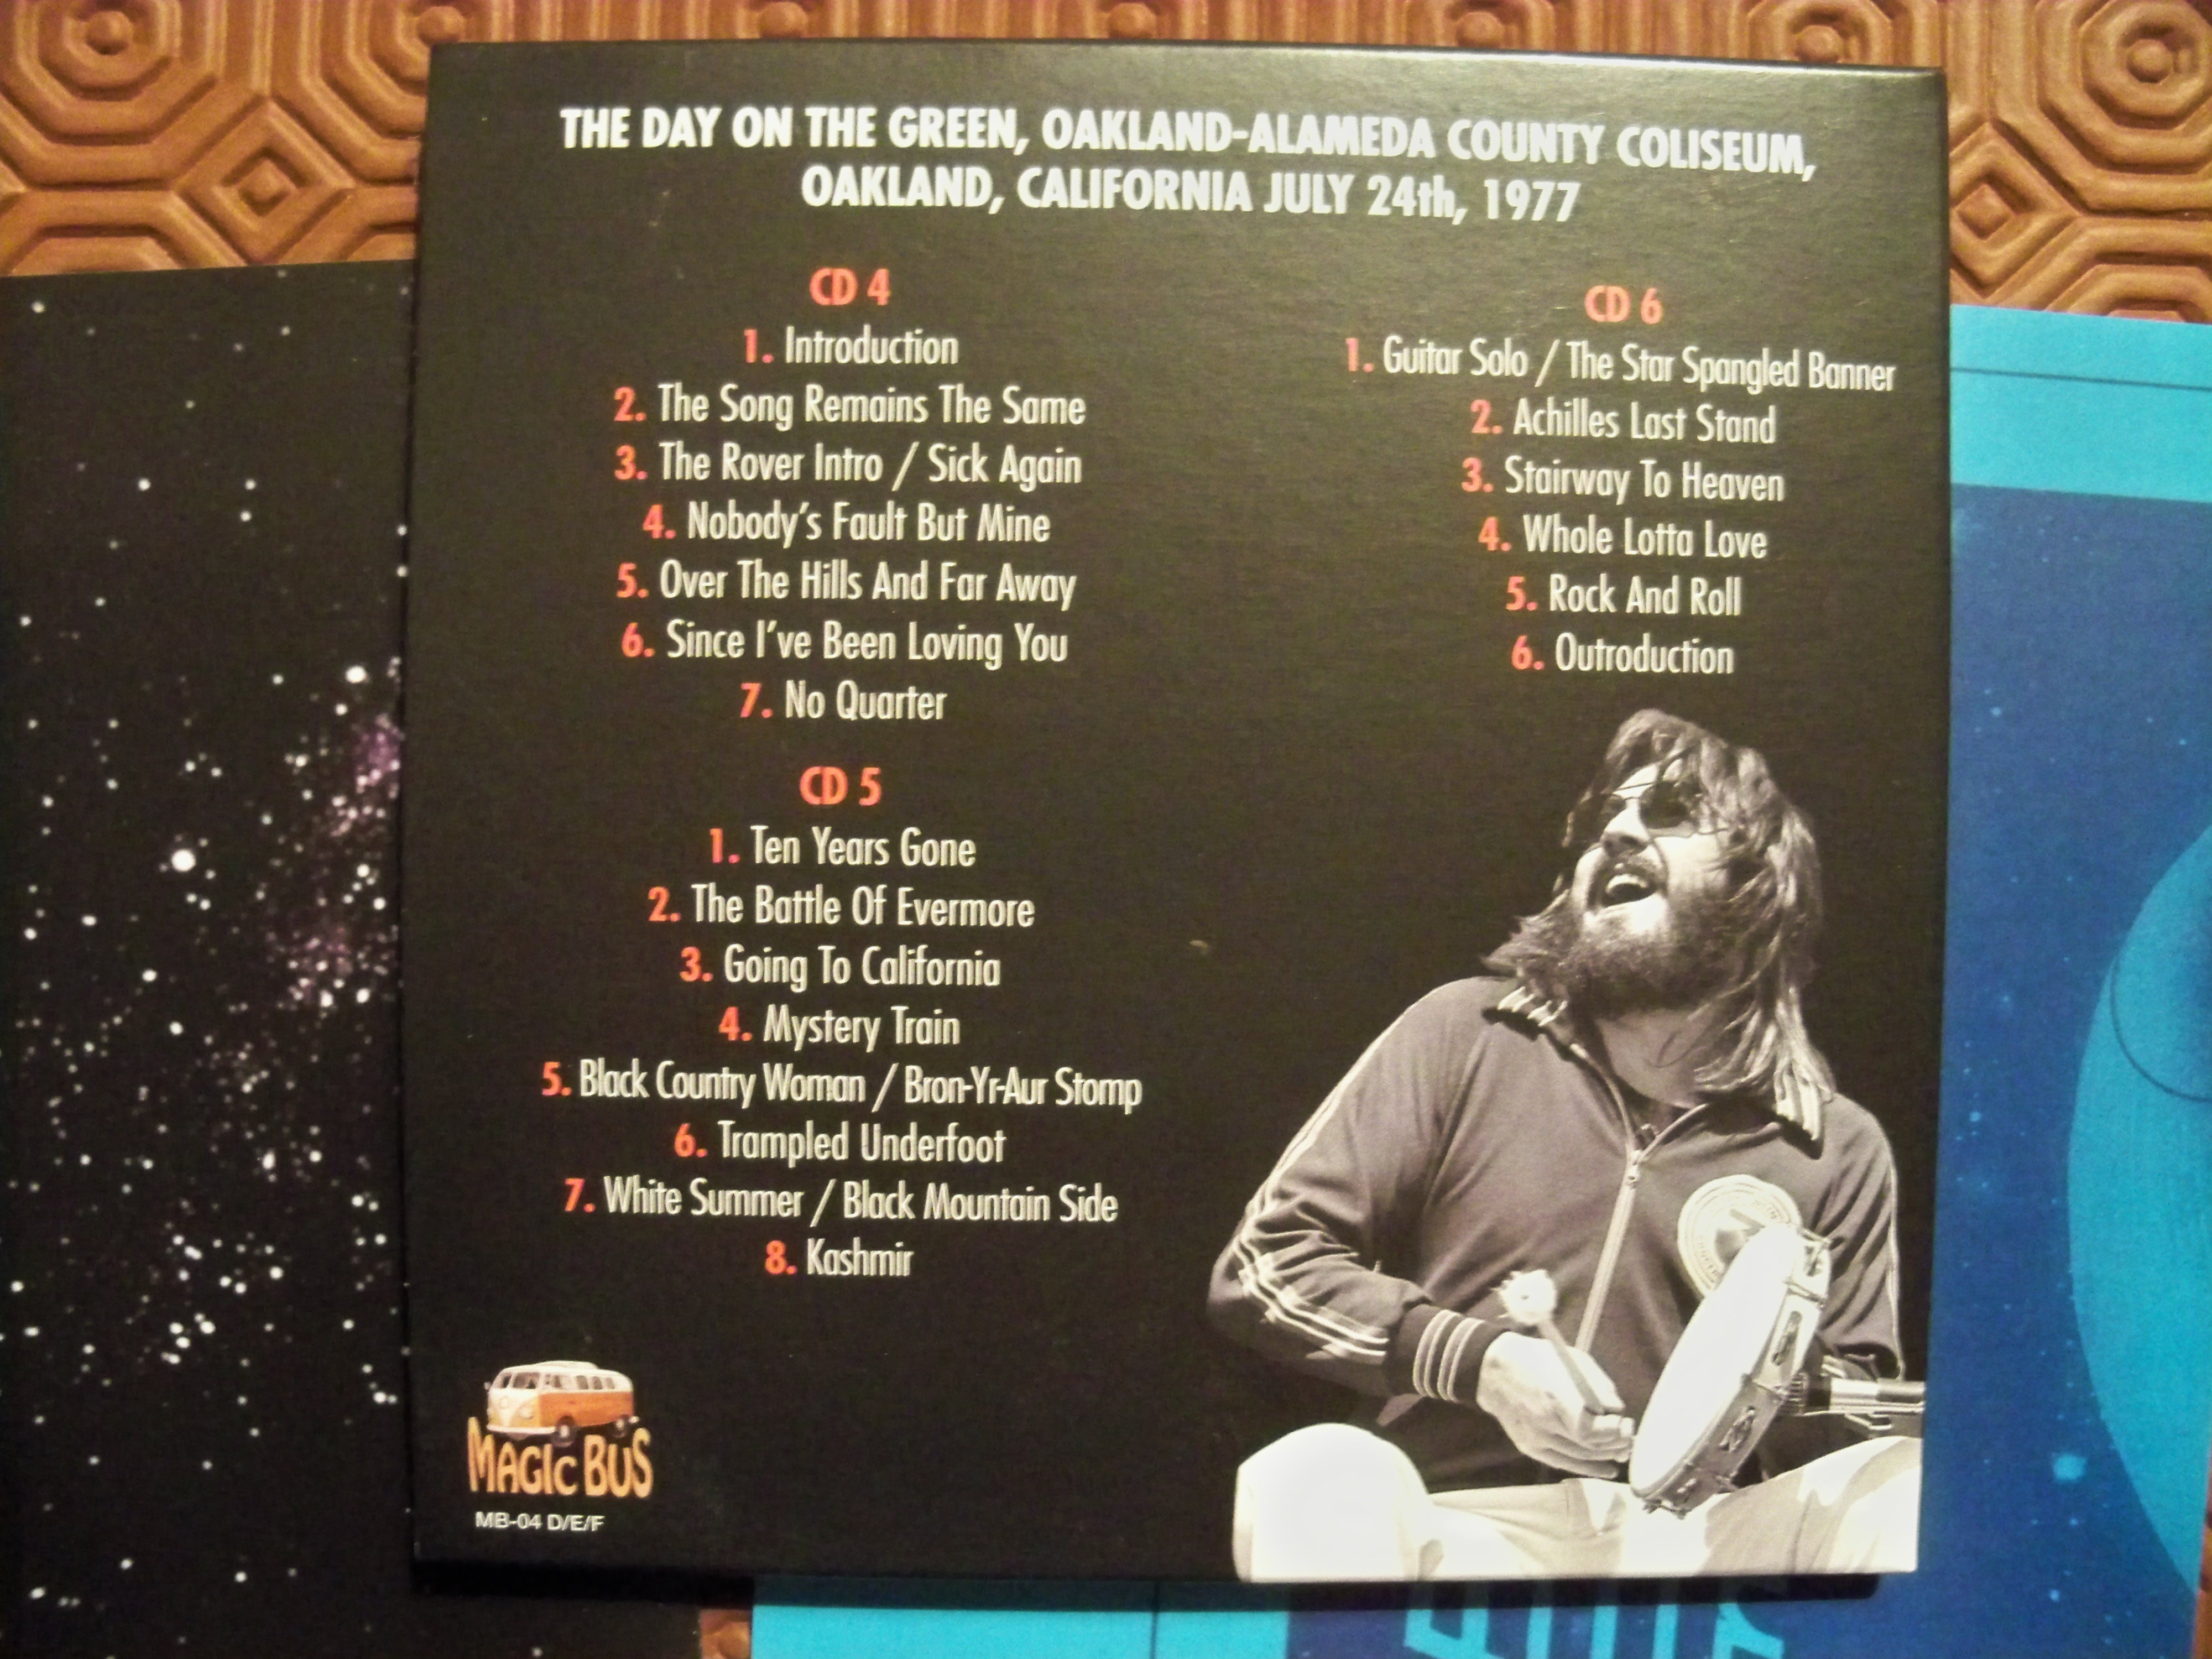 THE DAY ON THE GREEN, OAKLAND-ALAMEDA COUNTY COLISEUM,
OAKLAND, CALIFORNIA JULY 24th, 1977
CD 4
1. Introduction
2. The Song Remains The Same
3. The Rover Intro / Sick Again
4. Nobody's Fault But Mine
5. Over The Hills And Far Away
6. Since I've Been Loving You
7. No Quarter
CD 5
1. Ten Years Gone
2. The Battle Of Evermore
3. Going To California
4. Mystery Train
5. Black Country Woman / Bron-Yr-Aur Stomp
6. Trampled Underfoot
7. White Summer / Black Mountain Side
8. Kashmir
CD 6
1. Guitar Solo / The Star Spangled Banner
2. Achilles Last Stand
3. Stairway To Heaven
4. Whole Lotta Love
5. Rock And Roll
6. Outroduction
MAGIC BUS
MB-04 D/E/F